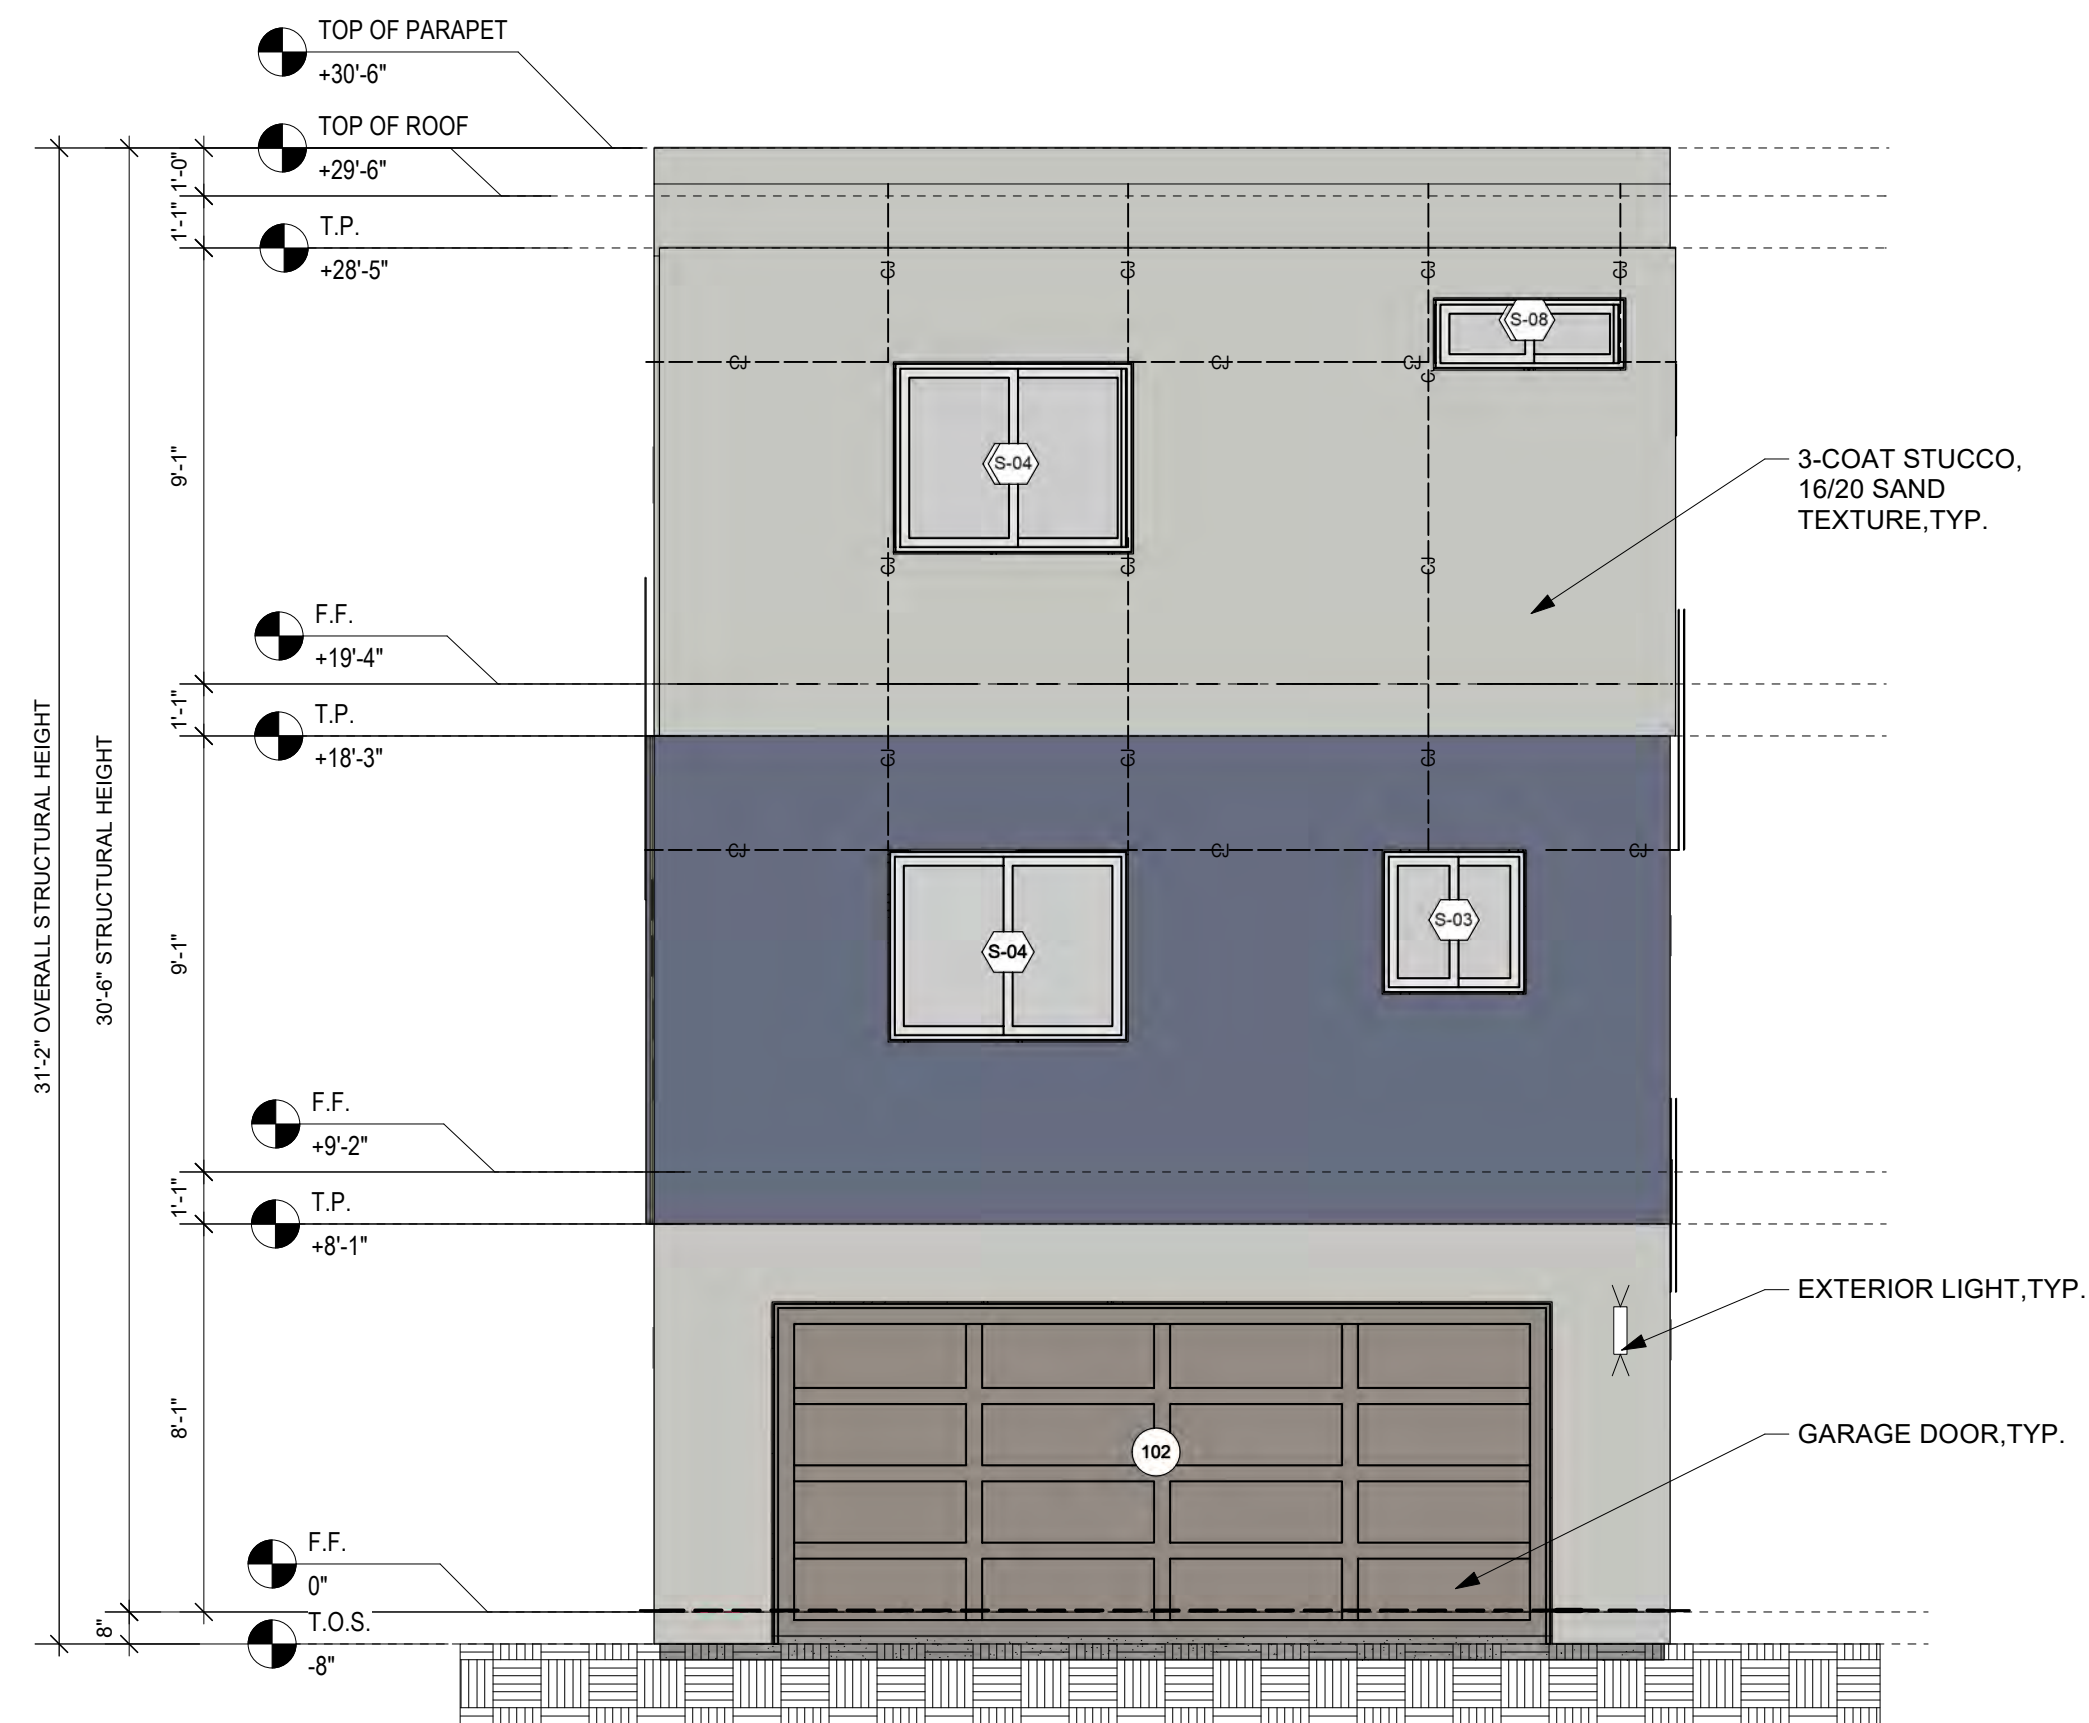 TOP OF PARAPET
+30'-6"
TOP OF ROOF
+29'-6"
T.P.
+28'-5"
F.F.
+19'-4"
T.P.
+18'-3"
F.F.
+9'-2"
T.P.
+8'-1"
F.F.
0"
T.O.S.
-8"
31'-2" OVERALL STRUCTURAL HEIGHT
30'-6" STRUCTURAL HEIGHT
8"
1'-0"
1'-1"
9'-1"
1'-1"
9'-1"
1'-1"
8'-1"
CJ
CJ
CJ
CJ
S-08
CJ
CJ
CJ
S-04
CJ
CJ
CJ
CJ
CJ
CJ
CJ
CJ
CJ
S-04
S-03
102
3-COAT STUCCO,
16/20 SAND
TEXTURE,TYP.
EXTERIOR LIGHT,TYP.
GARAGE DOOR,TYP.